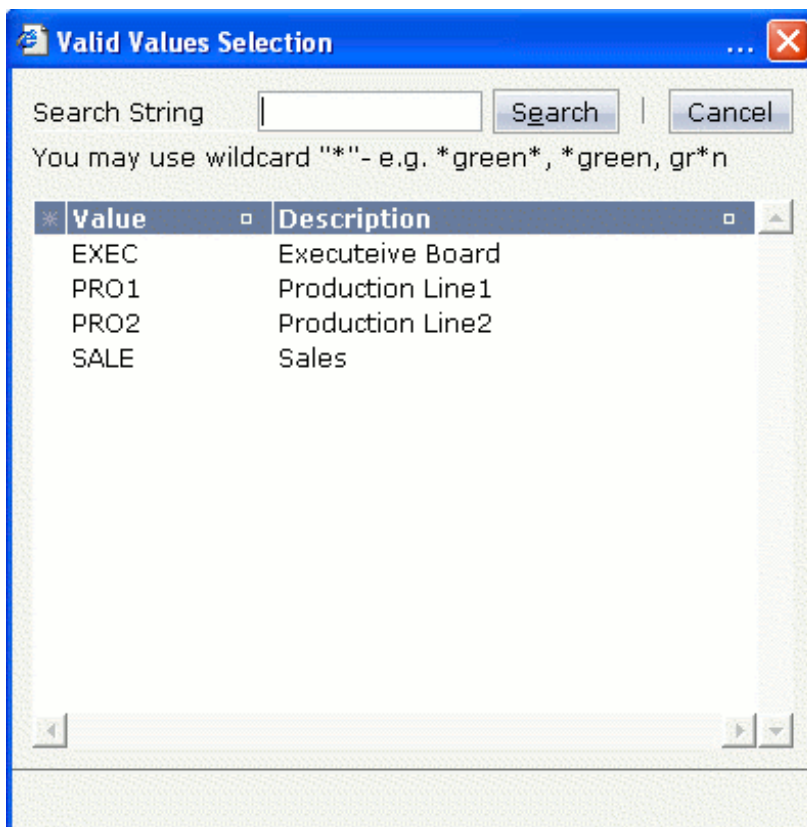 Valid Values Selection ...
Search String Search | Cancel
You may use wildcard "*"- e.g. *green*, *green, gr*n
Value Description
EXEC Executeive Board
PRO1 Production Line1
PRO2 Production Line2
SALE Sales